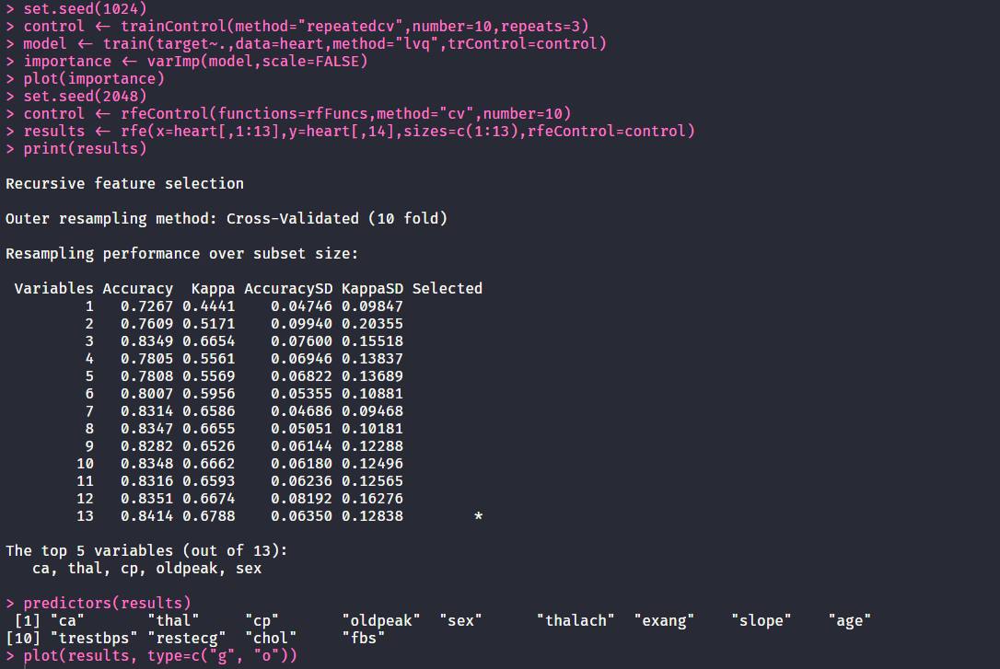 > set.seed(1024)
> control <- trainControl(method="repeatedcv",number=10,repeats=3)
> model <- train(target~.,data=heart,method="lvq",trControl=control)
> importance <- varImp(model,scale=FALSE)
> plot(importance)
> set.seed(2048)
> control <- rfeControl(functions=rfFuncs,method="cv",number=10)
> results <- rfe(x=heart[,1:13],y=heart[,14],sizes=c(1:13),rfeControl=control)
> print(results)
Recursive feature selection
Outer resampling method: Cross-Validated (10 fold)
Resampling performance over subset size:
Variables Accuracy  Kappa AccuracySD KappaSD Selected
1   0.7267 0.4441    0.04746 0.09847
2   0.7609 0.5171    0.09940 0.20355
3   0.8349 0.6654    0.07600 0.15518
4   0.7805 0.5561    0.06946 0.13837
5   0.7808 0.5569    0.06822 0.13689
6   0.8007 0.5956    0.05355 0.10881
7   0.8314 0.6586    0.04686 0.09468
8   0.8347 0.6655    0.05051 0.10181
9   0.8282 0.6526    0.06144 0.12288
10   0.8348 0.6662    0.06180 0.12496
11   0.8316 0.6593    0.06236 0.12565
12   0.8351 0.6674    0.08192 0.16276
13   0.8414 0.6788    0.06350 0.12838        *
The top 5 variables (out of 13):
ca, thal, cp, oldpeak, sex
> predictors(results)
[1] "ca"       "thal"     "cp"       "oldpeak"  "sex"      "thalach"  "exang"    "slope"    "age"
[10] "trestbps" "restecg"  "chol"     "fbs"
> plot(results, type=c("g", "o"))